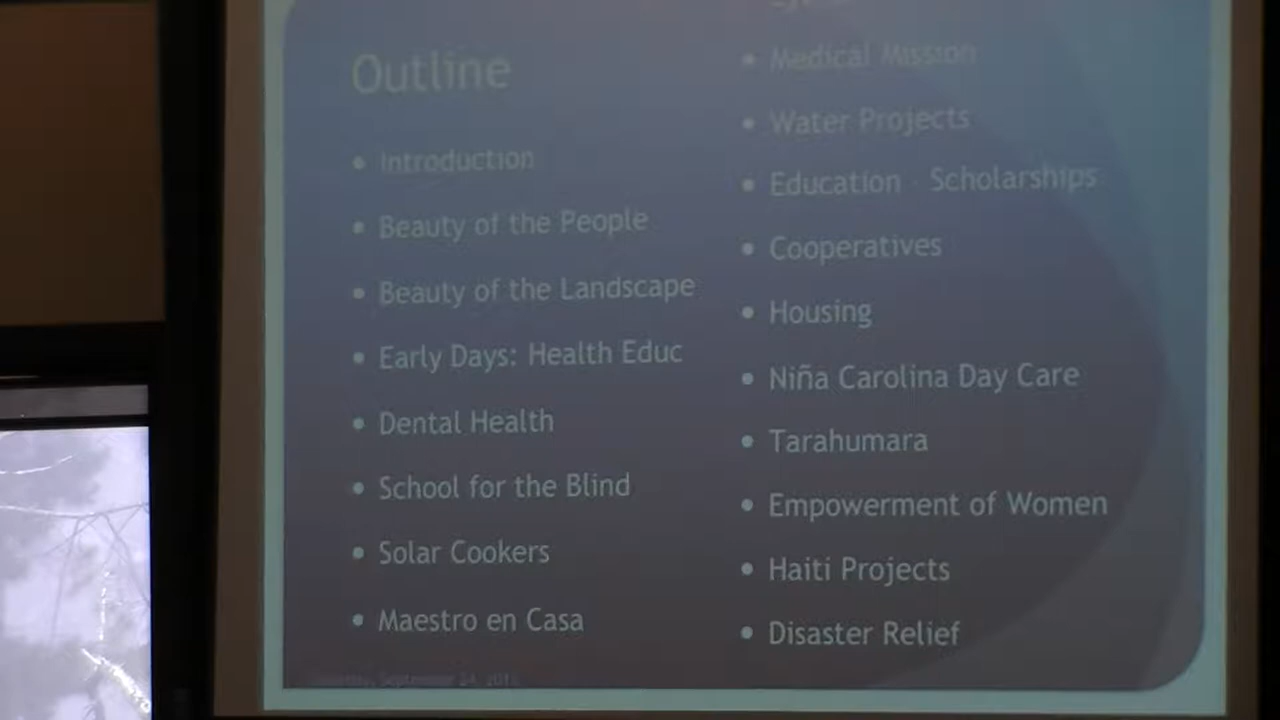 Outline
Introduction
Beauty of the People
Beauty of the Landscape
Early Days: Health Educ
Dental Health
School for the Blind
Solar Cookers
Maestro en Casa
Medical Mission
Water Projects
Education - Scholarships
Cooperatives
Housing
Niña Carolina Day Care
Tarahumara
Empowerment of Women
Haiti Projects
Disaster Relief
September 24,